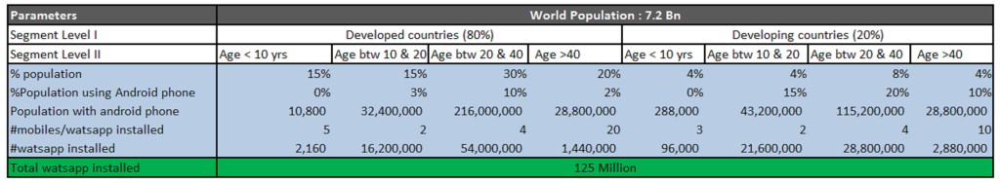 Parameters World Population : 7.2 Bn
Segment Level I Developed countries (80%) Developing countries (20%)
Segment Level II Age < 10 yrs Age btw 10 & 20 Age btw 20 & 40 Age >40 Age < 10 yrs Age btw 10 & 20 Age btw 20 & 40 Age >40
% population 15% 15% 30% 20% 4% 4% 8% 4%
%Population using Android phone 0% 3% 10% 2% 0% 15% 20% 10%
Population with android phone 10,800 32,400,000 216,000,000 28,800,000 288,000 43,200,000 115,200,000 28,800,000
#mobiles/watsapp installed 5 2 4 20 3 2 4 10
#watsapp installed 2,160 16,200,000 54,000,000 1,440,000 96,000 21,600,000 28,800,000 2,880,000
Total watsapp installed 125 Million